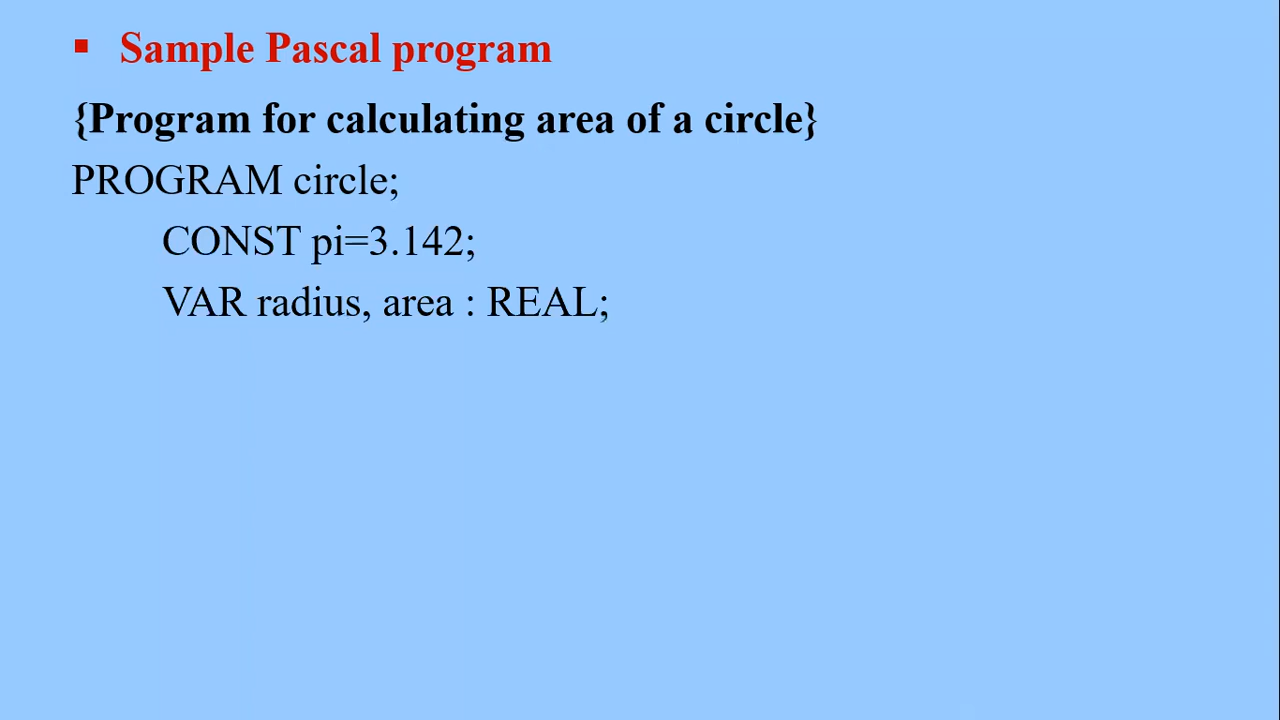 ▪ Sample Pascal program
{Program for calculating area of a circle}
PROGRAM circle;
CONST pi=3.142;
VAR radius, area : REAL;